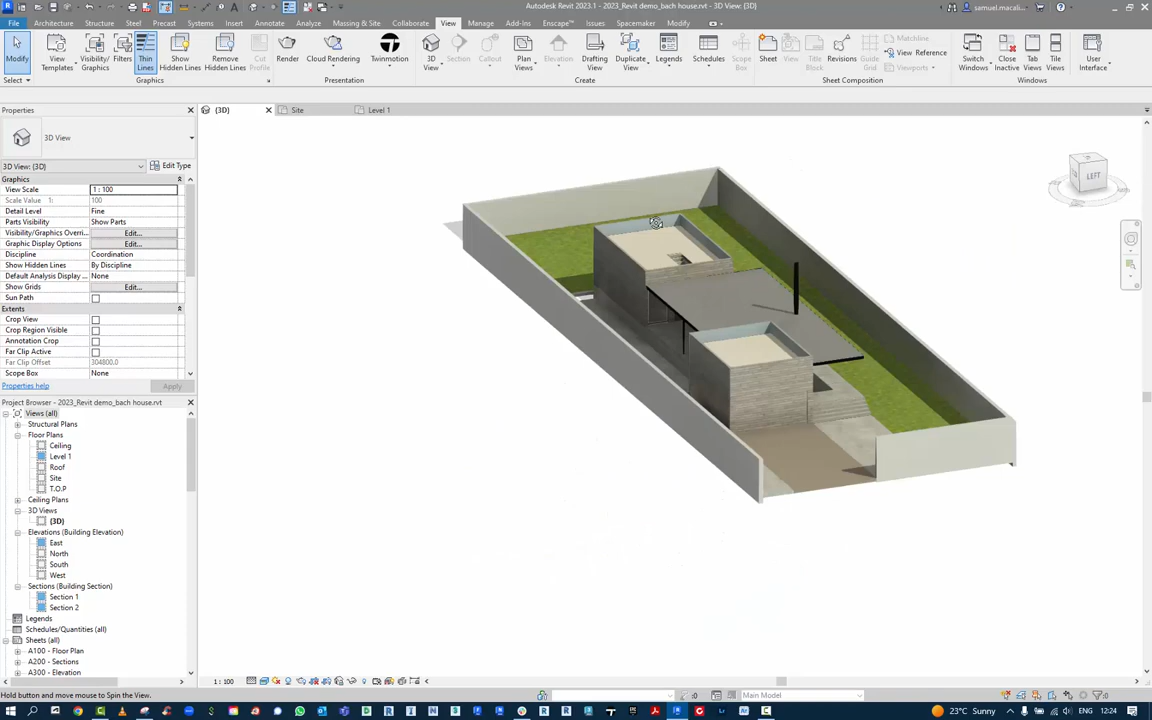 Autodesk Revit 2023.1 - 2023_Revit demo_bach house.rvt - 3D View: {3D}
samuel.macali...
File Architecture Structure Steel Precast Systems Insert Annotate Analyze Massing & Site Collaborate View Manage Add-Ins Enscape™ Issues Spacemaker Modify
Modify View Templates Visibility/ Graphics Filters Thin Lines Show Hidden Lines Remove Hidden Lines Cut Profile Render Cloud Rendering Twinmotion 3D View Section Callout Plan Views Elevation Drafting View Duplicate View Legends Schedules Scope Box Sheet Title Block Revisions Guide Grid Matchline View Reference Viewports Switch Windows Close Inactive Tab Views Tile Views User Interface
Select Graphics Presentation Create Sheet Composition Windows
Properties {3D} Site Level 1
3D View
3D View: {3D} Edit Type
Graphics
View Scale 1 : 100
Scale Value 1: 100
Detail Level Fine
Parts Visibility Show Parts
Visibility/Graphics Overri... Edit...
Graphic Display Options Edit...
Discipline Coordination
Show Hidden Lines By Discipline
Default Analysis Display ... None
Show Grids Edit...
Sun Path
Extents
Crop View
Crop Region Visible
Annotation Crop
Far Clip Active
Far Clip Offset 304800.0
Scope Box None
Properties help Apply
Project Browser - 2023_Revit demo_bach house.rvt
Views (all)
Structural Plans
Floor Plans
Ceiling
Level 1
Roof
Site
T.O.P
Ceiling Plans
3D Views
{3D}
Elevations (Building Elevation)
East
North
South
West
Sections (Building Section)
Section 1
Section 2
Legends
Schedules/Quantities (all)
Sheets (all)
A100 - Floor Plan
A200 - Sections
A300 - Elevation
LEFT
1 : 100
Hold button and move mouse to Spin the View.
:0 Main Model :0
23°C Sunny ENG 12:24